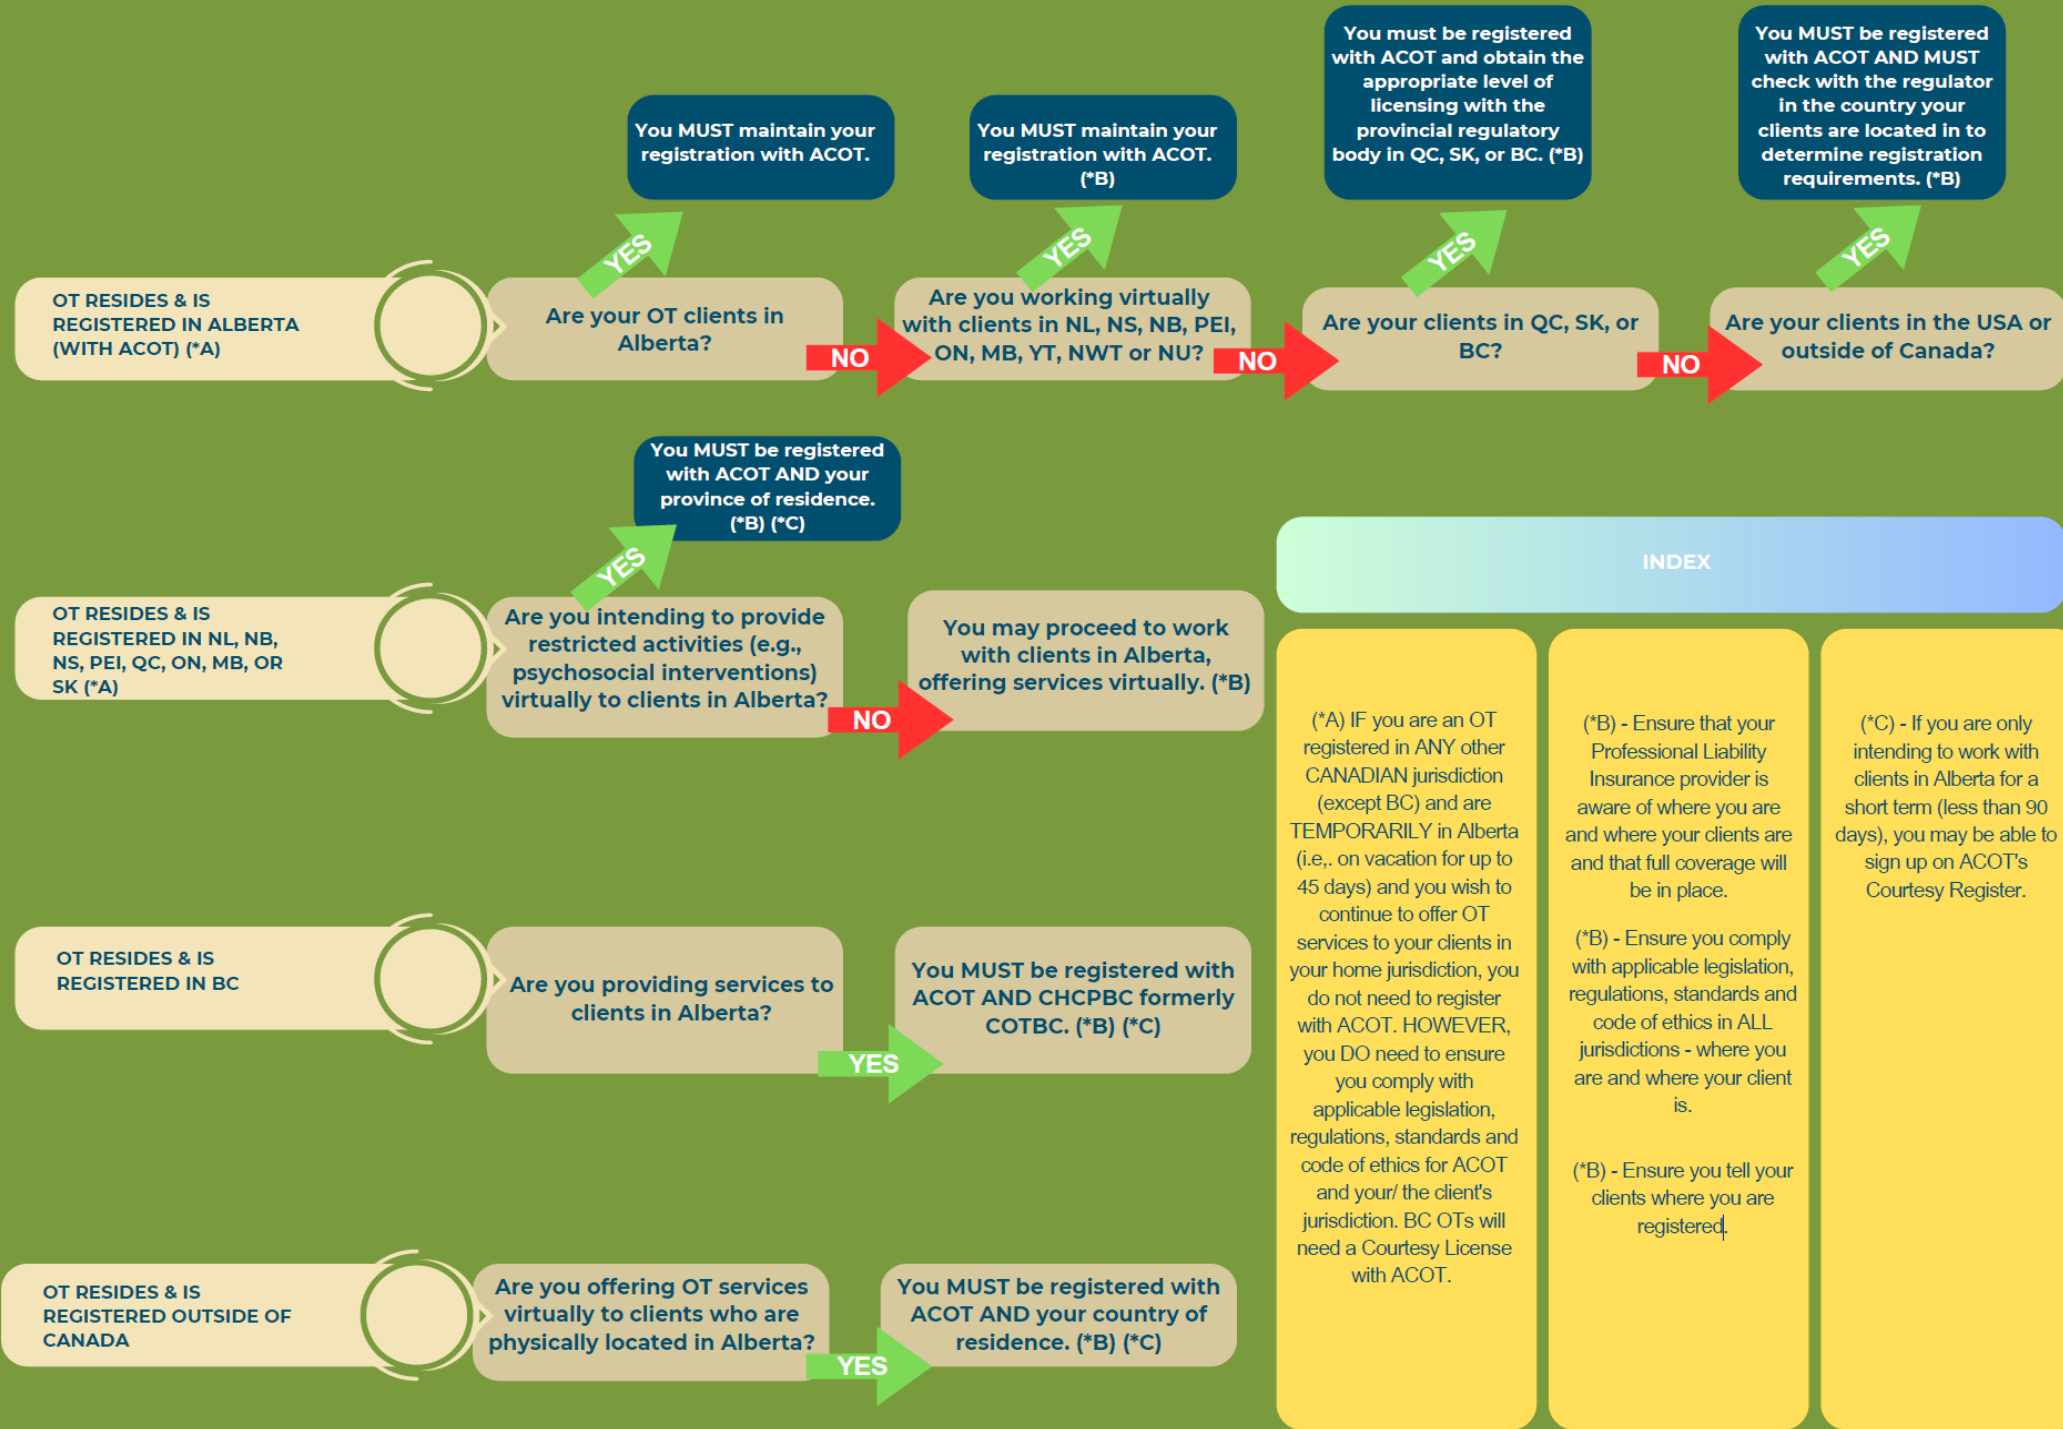 You MUST maintain your
registration with ACOT.
You MUST maintain your
registration with ACOT.
(*B)
You must be registered
with ACOT and obtain the
appropriate level of
licensing with the
provincial regulatory
body in QC, SK, or BC. (*B)
You MUST be registered
with ACOT AND MUST
check with the regulator
in the country your
clients are located in to
determine registration
requirements. (*B)
YES
YES
YES
YES
OT RESIDES & IS
REGISTERED IN ALBERTA
(WITH ACOT) (*A)
Are your OT clients in
Alberta?
NO
Are you working virtually
with clients in NL, NS, NB, PEI,
ON, MB, YT, NWT or NU?
NO
Are your clients in QC, SK, or
BC?
NO
Are your clients in the USA or
outside of Canada?
You MUST be registered
with ACOT AND your
province of residence.
(*B) (*C)
YES
OT RESIDES & IS
REGISTERED IN NL, NB,
NS, PEI, QC, ON, MB, OR
SK (*A)
Are you intending to provide
restricted activities (e.g.,
psychosocial interventions)
virtually to clients in Alberta?
NO
You may proceed to work
with clients in Alberta,
offering services virtually. (*B)
OT RESIDES & IS
REGISTERED IN BC
Are you providing services to
clients in Alberta?
YES
You MUST be registered with
ACOT AND CHCPBC formerly
COTBC. (*B) (*C)
OT RESIDES & IS
REGISTERED OUTSIDE OF
CANADA
Are you offering OT services
virtually to clients who are
physically located in Alberta?
YES
You MUST be registered with
ACOT AND your country of
residence. (*B) (*C)
INDEX
(*A) IF you are an OT
registered in ANY other
CANADIAN jurisdiction
(except BC) and are
TEMPORARILY in Alberta
(i.e,. on vacation for up to
45 days) and you wish to
continue to offer OT
services to your clients in
your home jurisdiction, you
do not need to register
with ACOT. HOWEVER,
you DO need to ensure
you comply with
applicable legislation,
regulations, standards and
code of ethics for ACOT
and your/ the client's
jurisdiction. BC OTs will
need a Courtesy License
with ACOT.
(*B) - Ensure that your
Professional Liability
Insurance provider is
aware of where you are
and where your clients are
and that full coverage will
be in place.
(*B) - Ensure you comply
with applicable legislation,
regulations, standards and
code of ethics in ALL
jurisdictions - where you
are and where your client
is.
(*B) - Ensure you tell your
clients where you are
registered.
(*C) - If you are only
intending to work with
clients in Alberta for a
short term (less than 90
days), you may be able to
sign up on ACOT's
Courtesy Register.